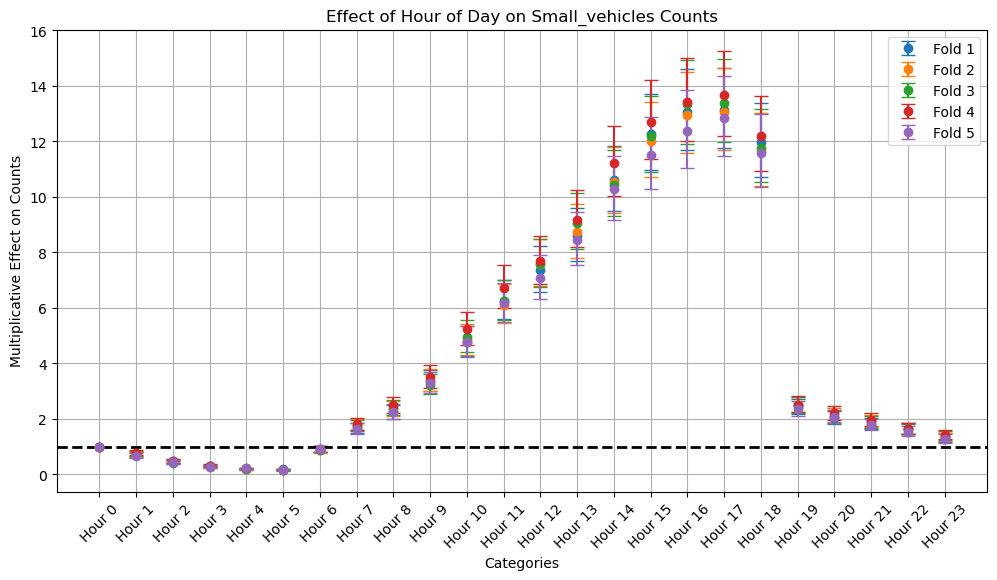 Effect of Hour of Day on Small_vehicles Counts
Multiplicative Effect on Counts
16
14
12
10
8
6
4
2
0
Fold 1
Fold 2
Fold 3
Fold 4
Fold 5
Hour 0
Hour 1
Hour 2
Hour 3
Hour 4
Hour 5
Hour 6
Hour 7
Hour 8
Hour 9
Hour 10
Hour 11
Hour 12
Hour 13
Hour 14
Hour 15
Hour 16
Hour 17
Hour 18
Hour 19
Hour 20
Hour 21
Hour 22
Hour 23
Categories